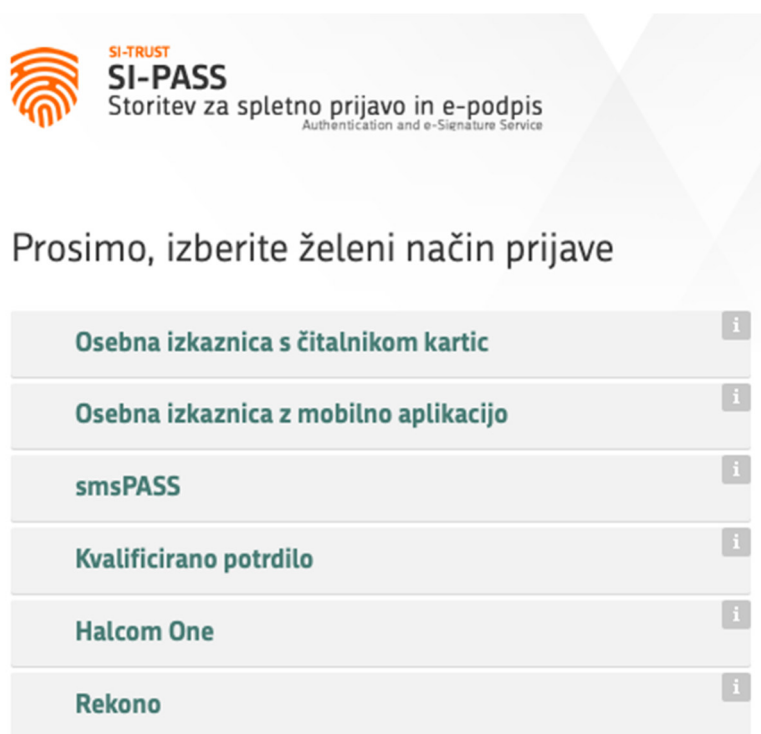 SI-TRUST
SI-PASS
Storitev za spletno prijavo in e-podpis
Authentication and e-Signature Service
Prosimo, izberite želeni način prijave
Osebna izkaznica s čitalnikom kartic
i
Osebna izkaznica z mobilno aplikacijo
i
smsPASS
i
Kvalificirano potrdilo
i
Halcom One
i
Rekono
i